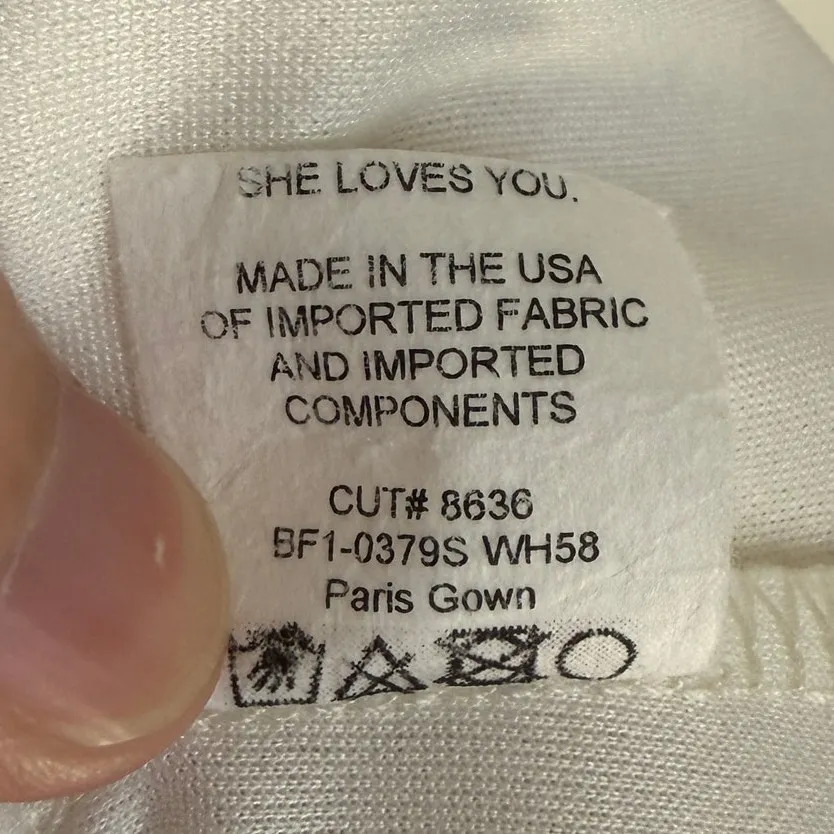 SHE LOVES YOU.
MADE IN THE USA
OF IMPORTED FABRIC
AND IMPORTED
COMPONENTS
CUT# 8636
BF1-0379S WH58
Paris Gown